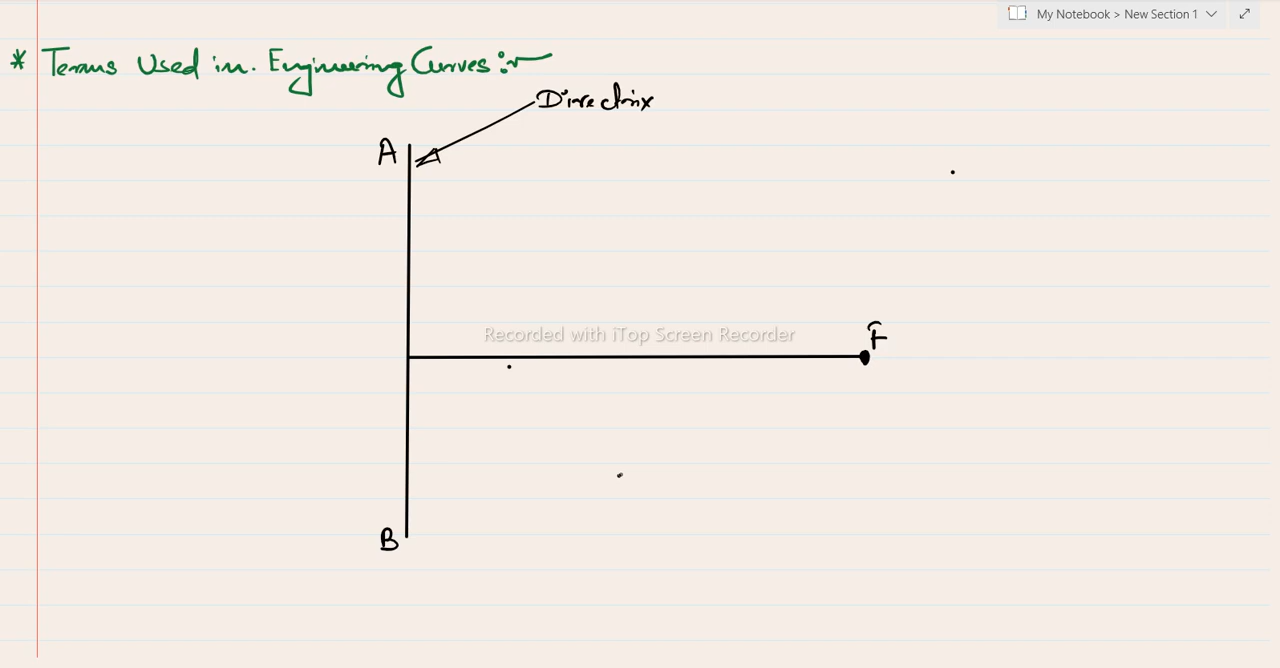 My Notebook > New Section 1
* Terms Used in. Engineering Curves :-
Directrix
A
Recorded with iTop Screen Recorder
F
B